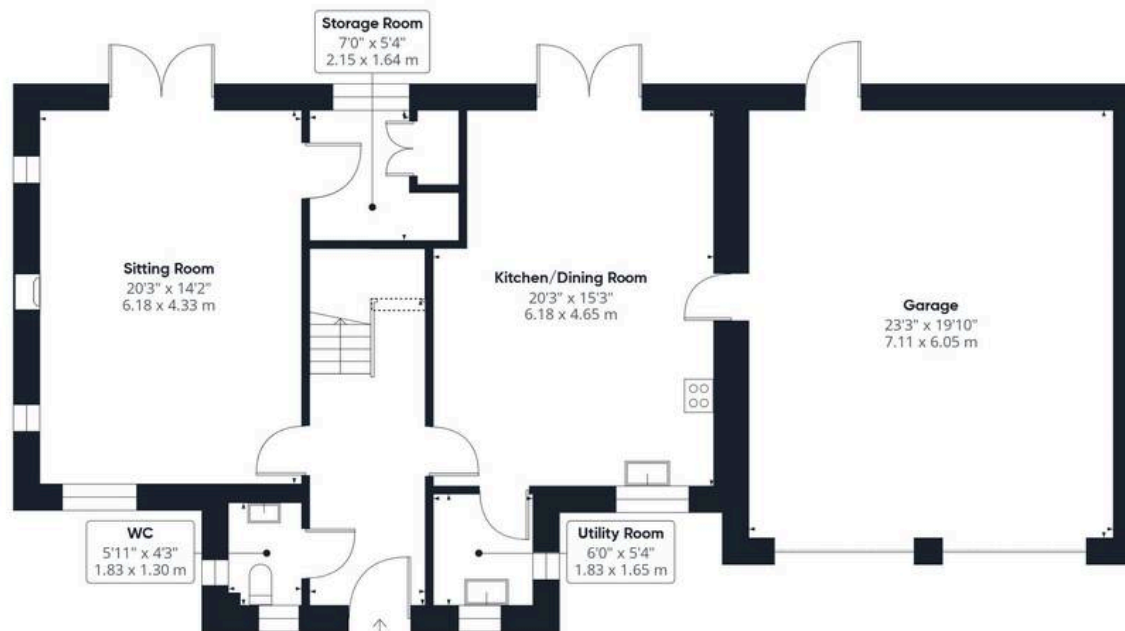 Storage Room
7'0" x 5'4"
2.15 x 1.64 m
Sitting Room
20'3" x 14'2"
6.18 x 4.33 m
Kitchen/Dining Room
20'3" x 15'3"
6.18 x 4.65 m
Garage
23'3" x 19'10"
7.11 x 6.05 m
WC
5'11" x 4'3"
1.83 x 1.30 m
Utility Room
6'0" x 5'4"
1.83 x 1.65 m